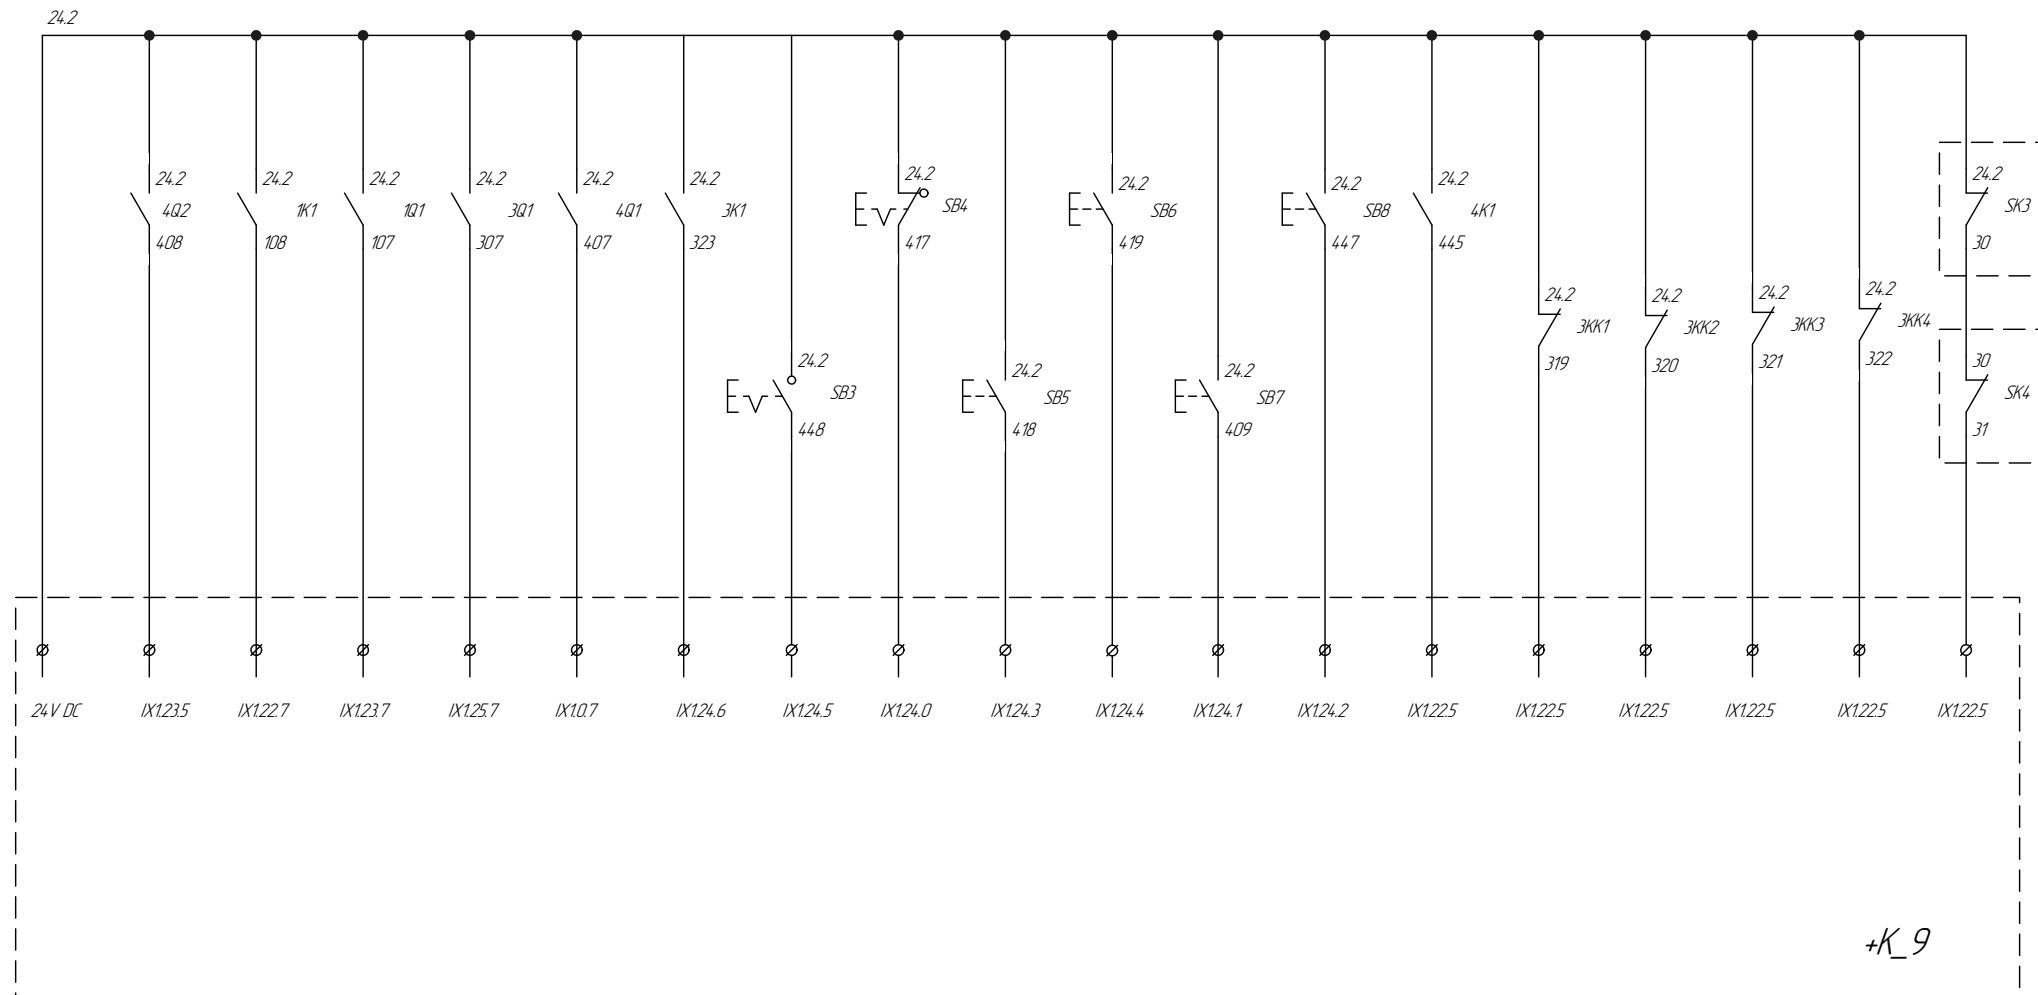 24.2
24.2 24.2 24.2 24.2 24.2 24.2 24.2 24.2 24.2 24.2 24.2
4Q2 1K1 1Q1 3Q1 4Q1 3K1 SB4 SB6 SB8 4K1 SK3
408 108 107 307 407 323 417 419 447 445 30
24.2 24.2 24.2 24.2
3KK1 3KK2 3KK3 3KK4
319 320 321 322
24.2 24.2 24.2 30
SB3 SB5 SB7 SK4
448 418 409 31
24V DC IX1.23.5 IX1.22.7 IX1.23.7 IX1.25.7 IX1.0.7 IX1.24.6 IX1.24.5 IX1.24.0 IX1.24.3 IX1.24.4 IX1.24.1 IX1.24.2 IX1.22.5 IX1.22.5 IX1.22.5 IX1.22.5 IX1.22.5 IX1.22.5
+K_9